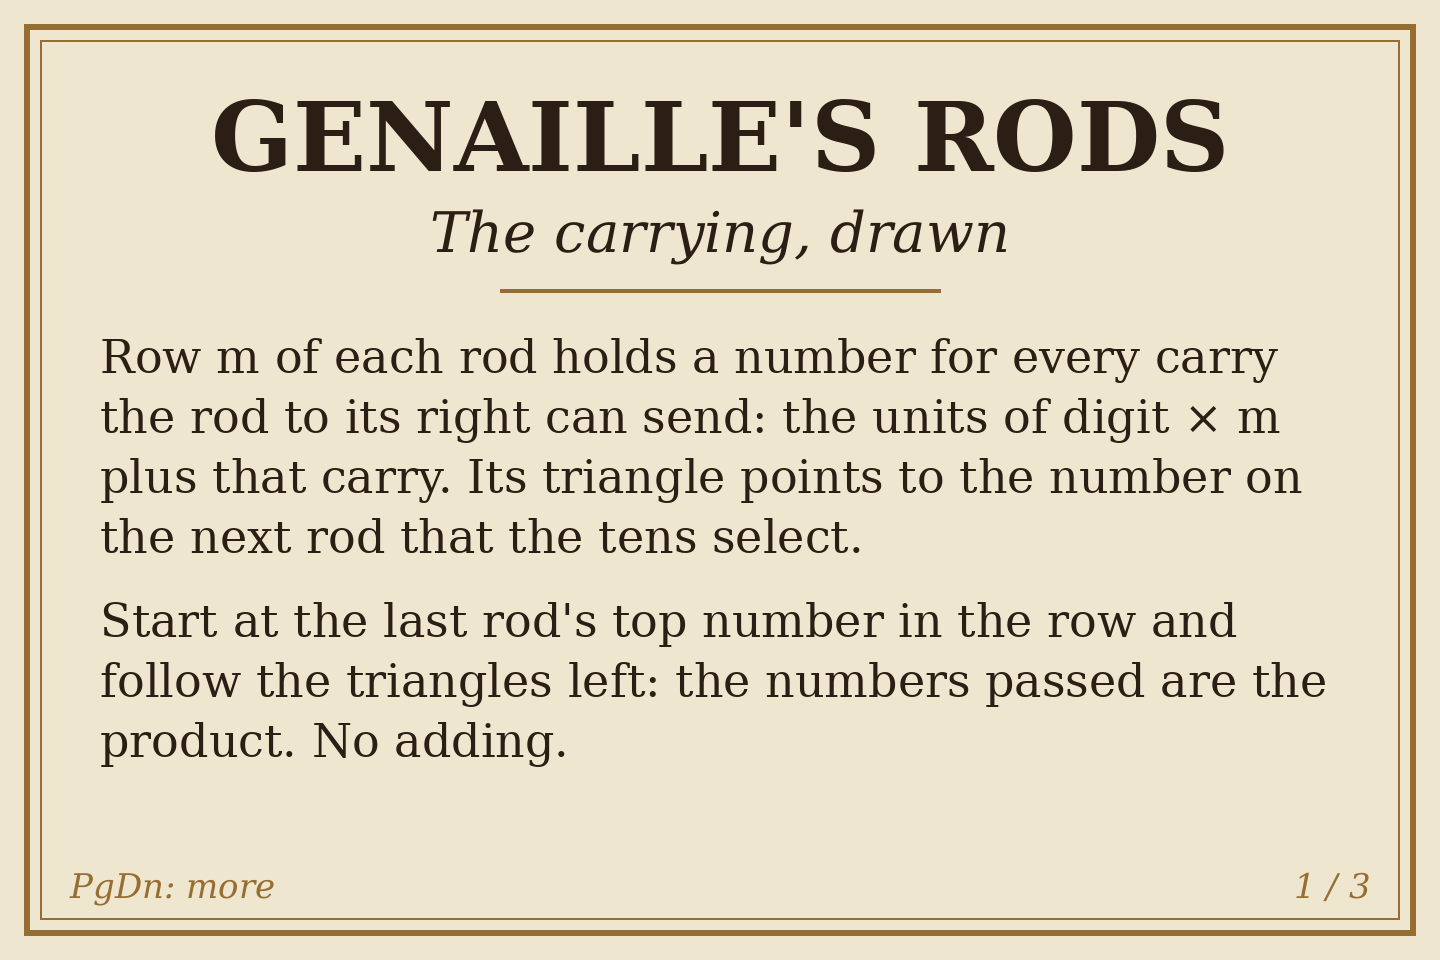 GENAILLE'S RODS
The carrying, drawn
Row m of each rod holds a number for every carry
the rod to its right can send: the units of digit × m
plus that carry. Its triangle points to the number on
the next rod that the tens select.
Start at the last rod's top number in the row and
follow the triangles left: the numbers passed are the
product. No adding.
PgDn: more
1 / 3